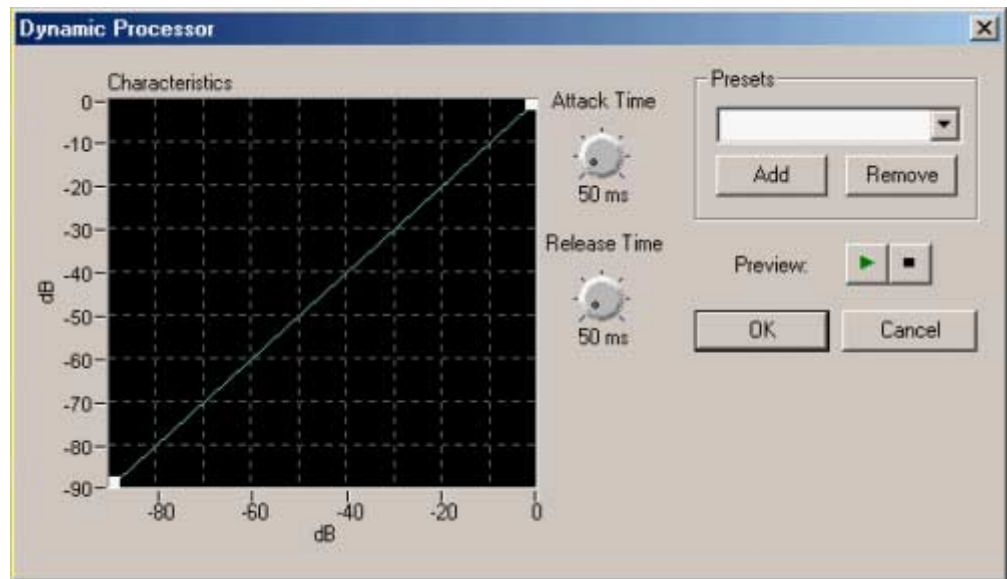 Dynamic Processor
Characteristics
0
-10
-20
-30
-40
-50
-60
-70
-80
-90
dB
-80 -60 -40 -20 0
dB
Attack Time
50 ms
Release Time
50 ms
Presets
Add Remove
Preview:
OK Cancel